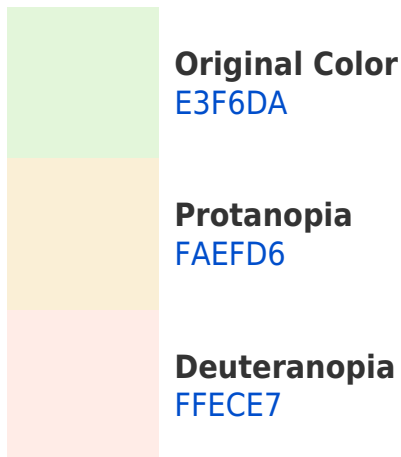 Original Color
E3F6DA
Protanopia
FAEFD6
Deuteranopia
FFECE7